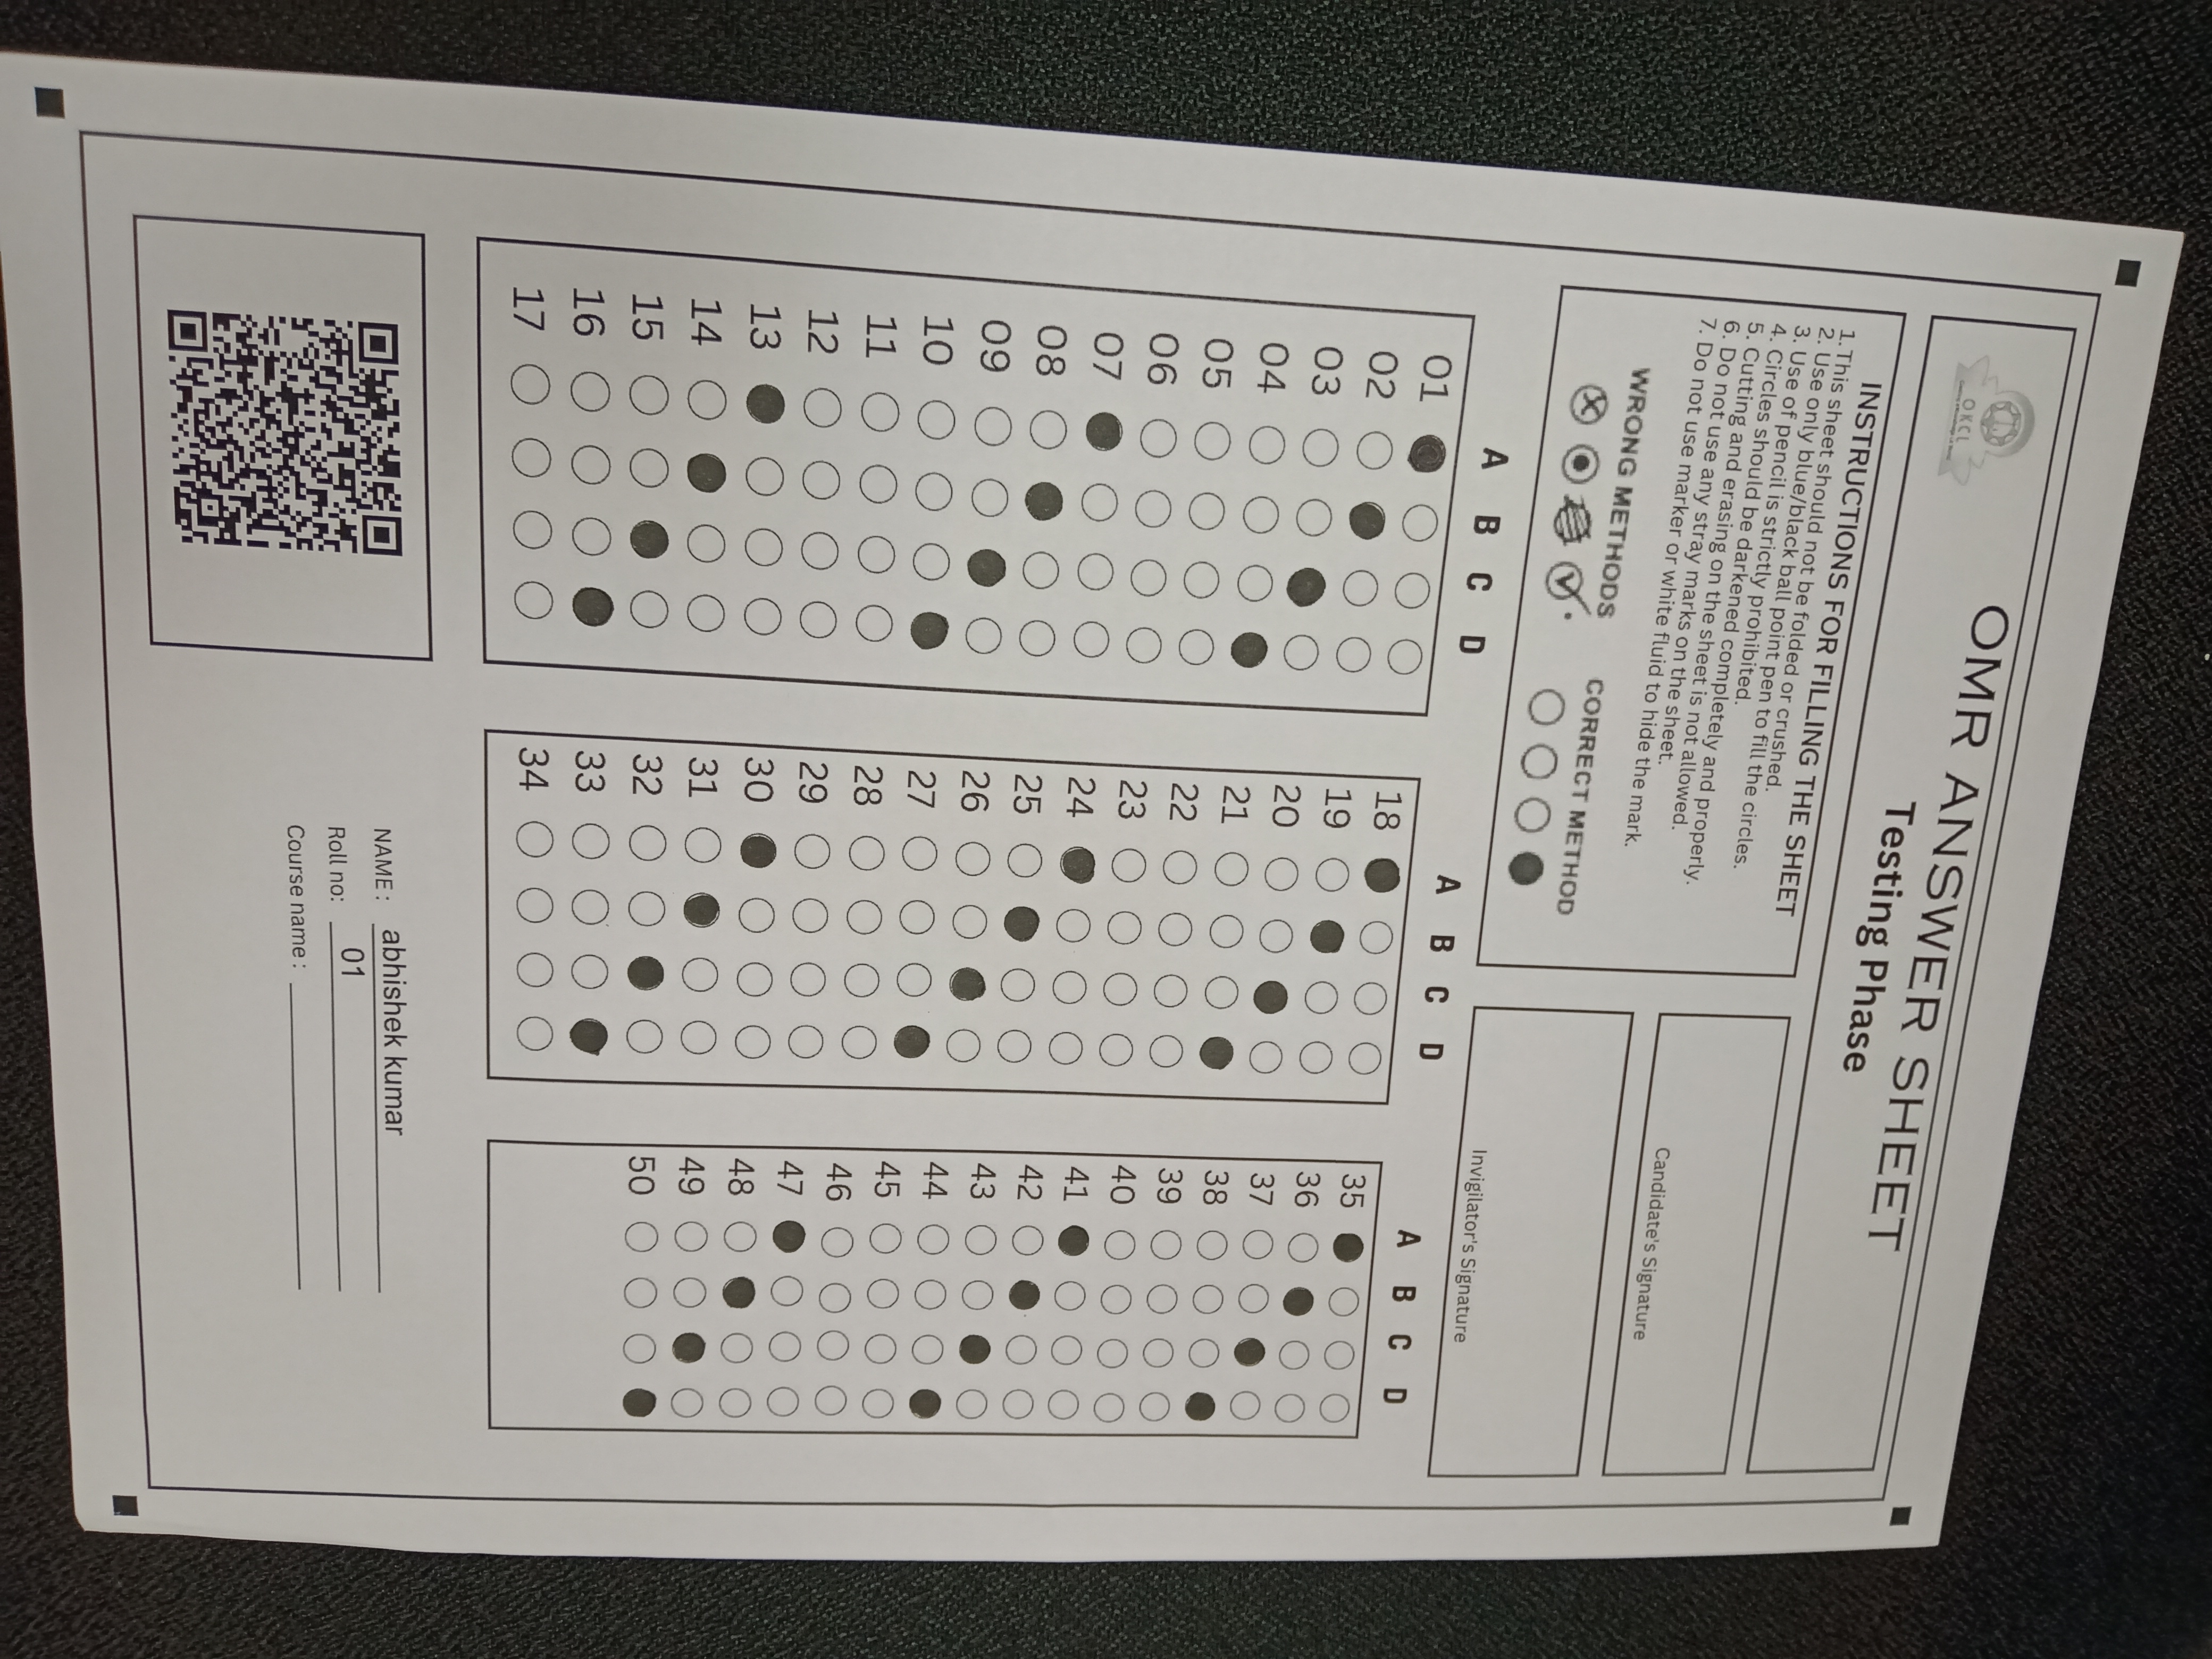 OKCL
OMR ANSWER SHEET
Testing Phase
INSTRUCTIONS FOR FILLING THE SHEET
1. This sheet should not be folded or crushed.
2. Use only blue/black ball point pen to fill the circles.
3. Use of pencil is strictly prohibited.
4. Circles should be darkened completely and properly.
5. Cutting and erasing on the sheet is not allowed.
6. Do not use any stray marks on the sheet.
7. Do not use marker or white fluid to hide the mark.
WRONG METHODS
CORRECT METHOD
Candidate's Signature
Invigilator's Signature
A B C D
01
02
03
04
05
06
07
08
09
10
11
12
13
14
15
16
17
A B C D
18
19
20
21
22
23
24
25
26
27
28
29
30
31
32
33
34
A B C D
35
36
37
38
39
40
41
42
43
44
45
46
47
48
49
50
NAME : abhishek kumar
Roll no: 01
Course name :